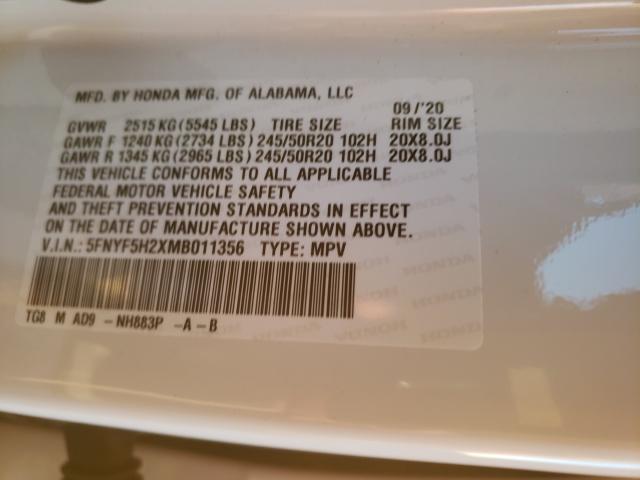 MFD. BY HONDA MFG. OF ALABAMA, LLC 09/'20
GVWR 2515 KG (5545 LBS) TIRE SIZE RIM SIZE
GAWR F 1240 KG (2734 LBS) 245/50R20 102H 20X8.0J
GAWR R 1345 KG (2965 LBS) 245/50R20 102H 20X8.0J
THIS VEHICLE CONFORMS TO ALL APPLICABLE
FEDERAL MOTOR VEHICLE SAFETY
AND THEFT PREVENTION STANDARDS IN EFFECT
ON THE DATE OF MANUFACTURE SHOWN ABOVE.
V.I.N.: 5FNYF5H2XMB011356 TYPE: MPV
TG8 M AD9 -NH883P -A-B